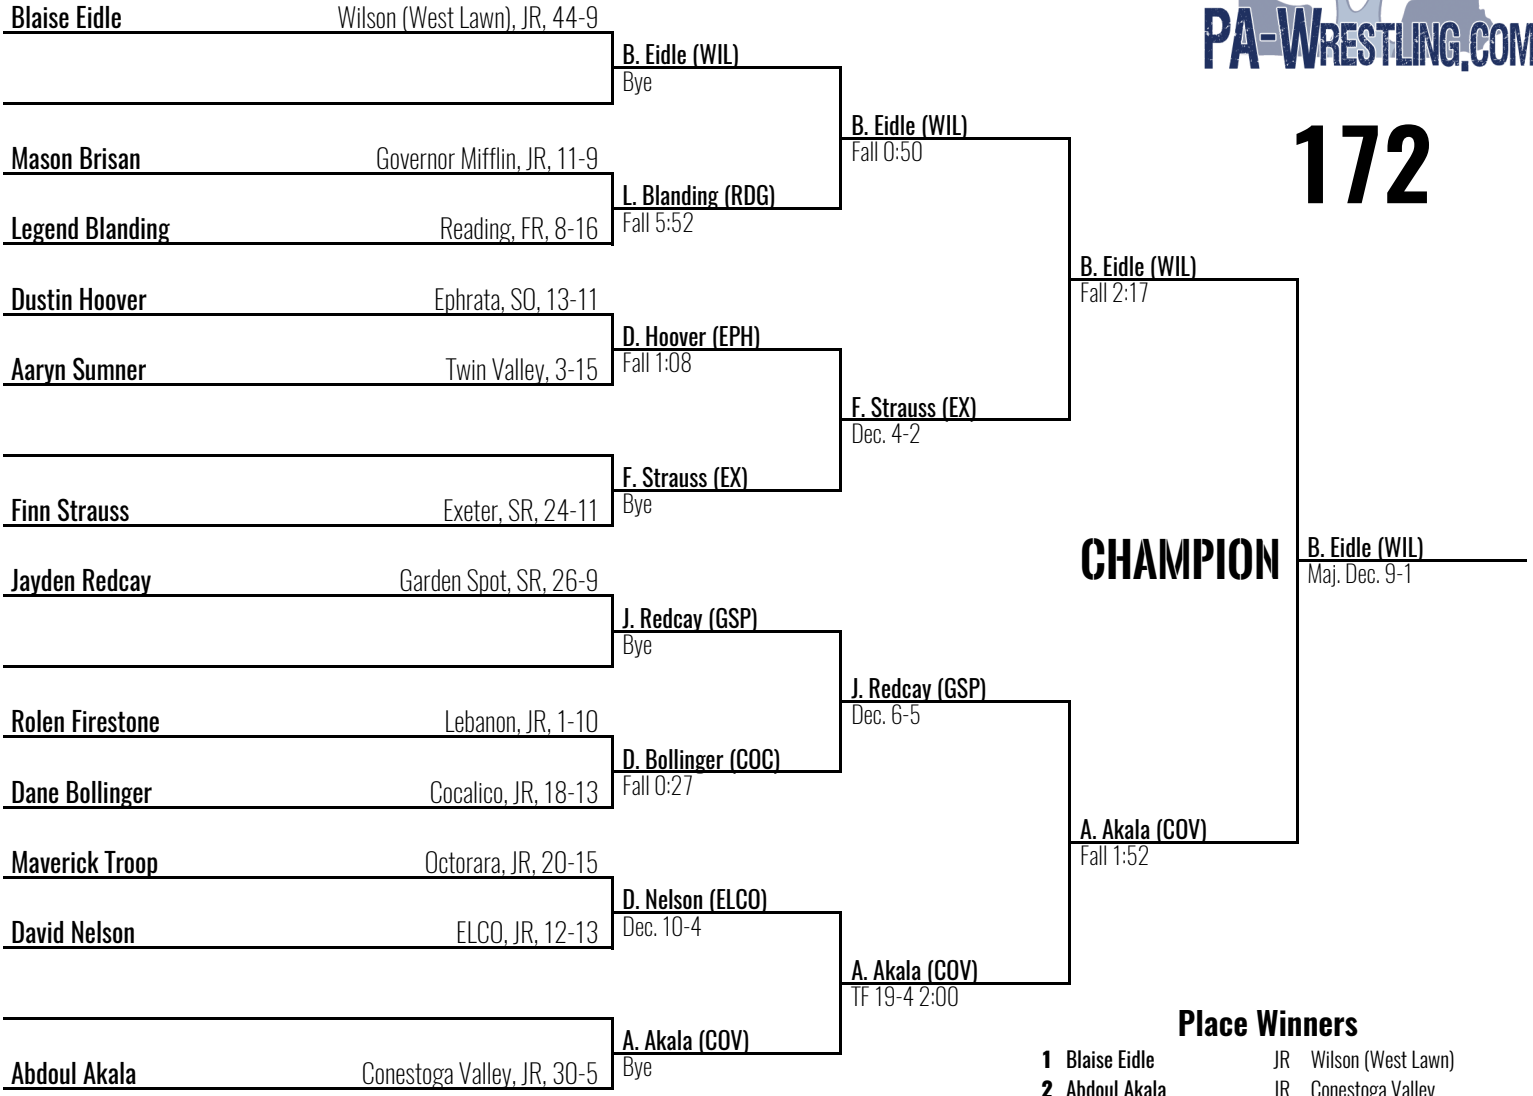 PA-WRESTLING.COM
172
Blaise Eidle Wilson (West Lawn), JR, 44-9
Mason Brisan Governor Mifflin, JR, 11-9
Legend Blanding Reading, FR, 8-16
Dustin Hoover Ephrata, SO, 13-11
Aaryn Sumner Twin Valley, 3-15
Finn Strauss Exeter, SR, 24-11
Jayden Redcay Garden Spot, SR, 26-9
Rolen Firestone Lebanon, JR, 1-10
Dane Bollinger Cocalico, JR, 18-13
Maverick Troop Octorara, JR, 20-15
David Nelson ELCO, JR, 12-13
Abdoul Akala Conestoga Valley, JR, 30-5
B. Eidle (WIL)
Bye
L. Blanding (RDG)
Fall 5:52
D. Hoover (EPH)
Fall 1:08
F. Strauss (EX)
Bye
J. Redcay (GSP)
Bye
D. Bollinger (COC)
Fall 0:27
D. Nelson (ELCO)
Dec. 10-4
A. Akala (COV)
Bye
B. Eidle (WIL)
Fall 0:50
F. Strauss (EX)
Dec. 4-2
J. Redcay (GSP)
Dec. 6-5
A. Akala (COV)
TF 19-4 2:00
B. Eidle (WIL)
Fall 2:17
A. Akala (COV)
Fall 1:52
CHAMPION
B. Eidle (WIL)
Maj. Dec. 9-1
Place Winners
1 Blaise Eidle JR Wilson (West Lawn)
2 Abdoul Akala JR Conestoga Valley